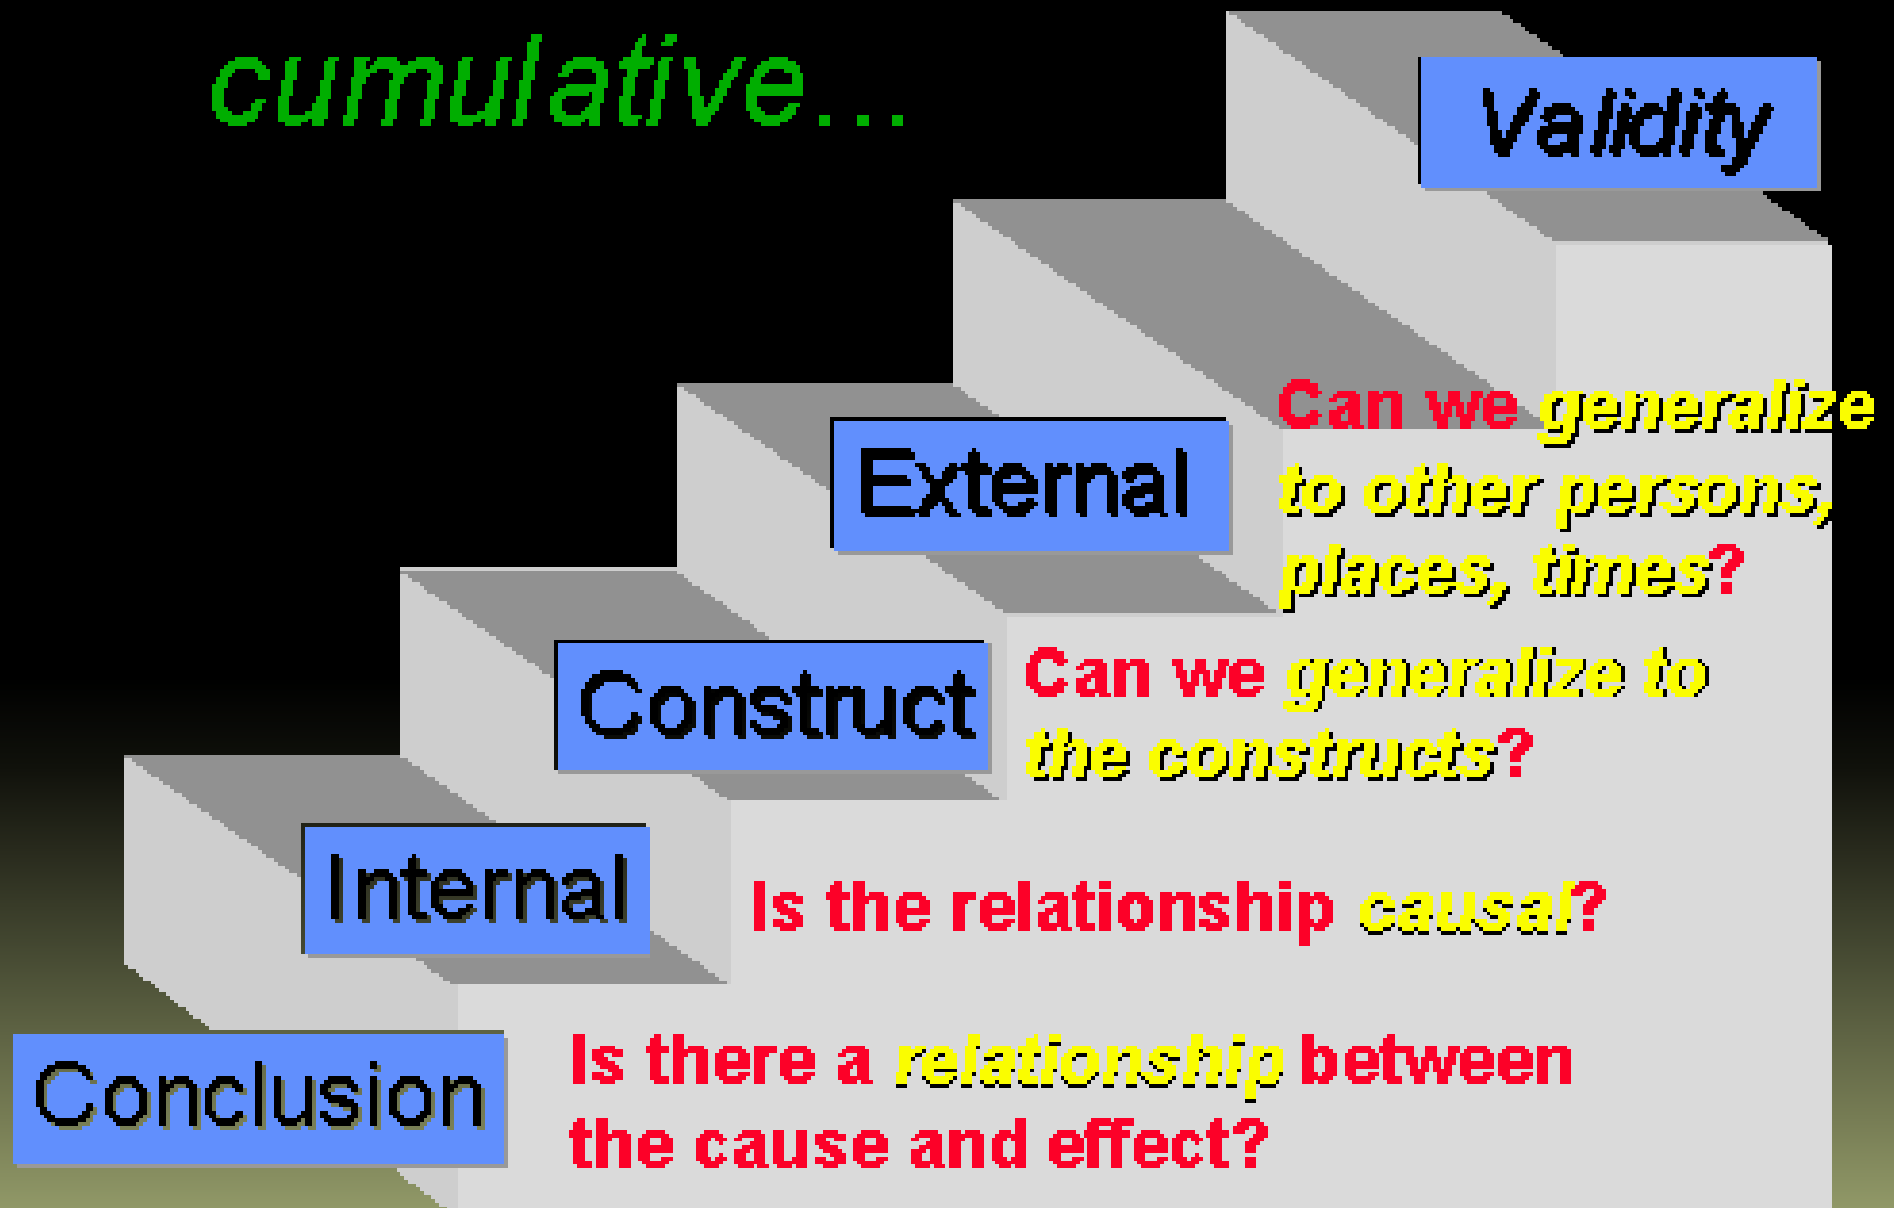 cumulative...
Validity
External
Can we generalize
to other persons,
places, times?
Construct
Can we generalize to
the constructs?
Internal
Is the relationship causal?
Conclusion
Is there a relationship between
the cause and effect?